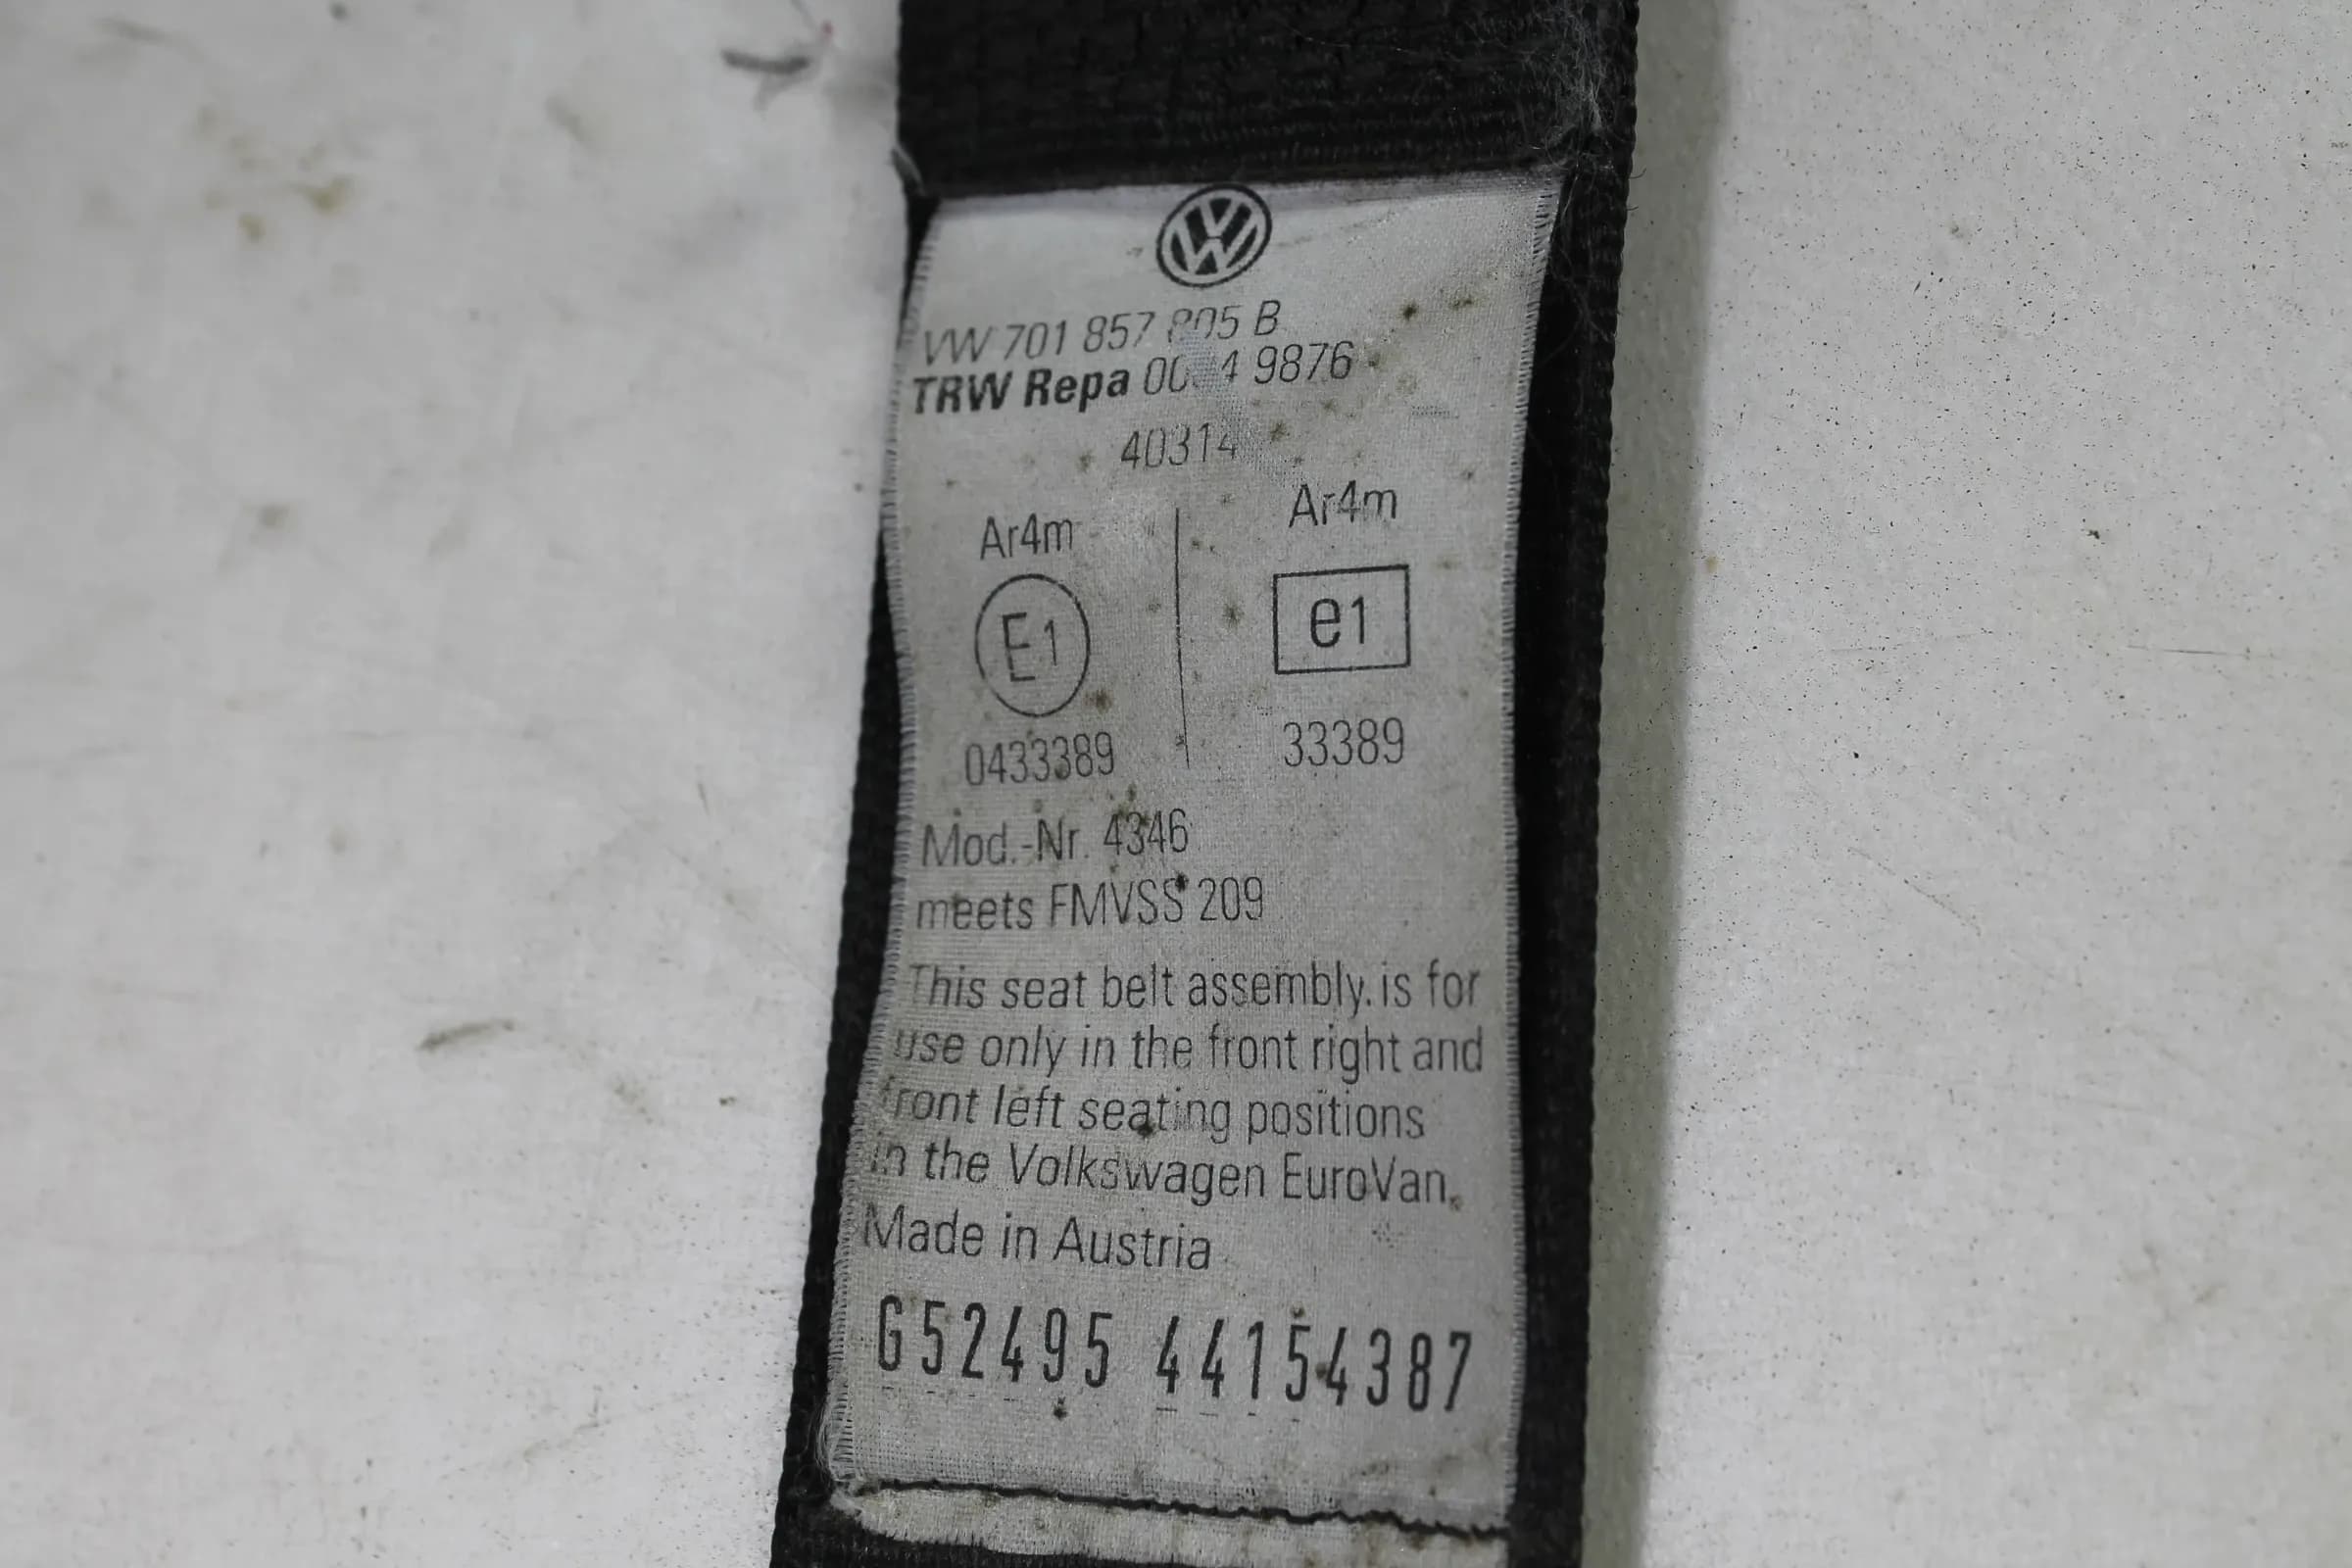 VW 701 857 805 B
TRW Repa 9876
40314
Ar4m
E1
0433389
Ar4m
e1
33389
Mod.-Nr. 4346
meets FMVSS 209
This seat belt assembly is for
use only in the front right and
front left seating positions
in the Volkswagen EuroVan.
Made in Austria
G52495 44154387